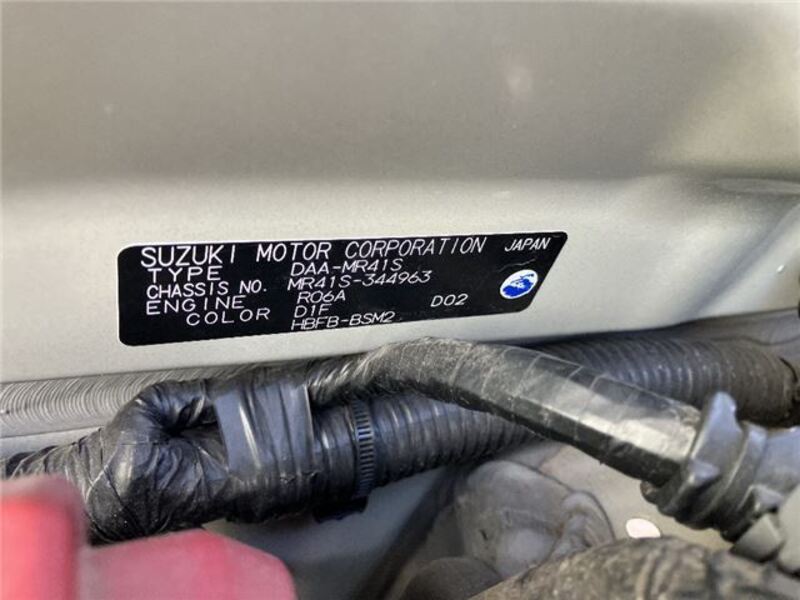 SUZUKI MOTOR CORPORATION JAPAN
TYPE DAA-MR41S
CHASSIS NO. MR41S-344963
ENGINE R06A D02
COLOR D1F
HBFB-BSM2